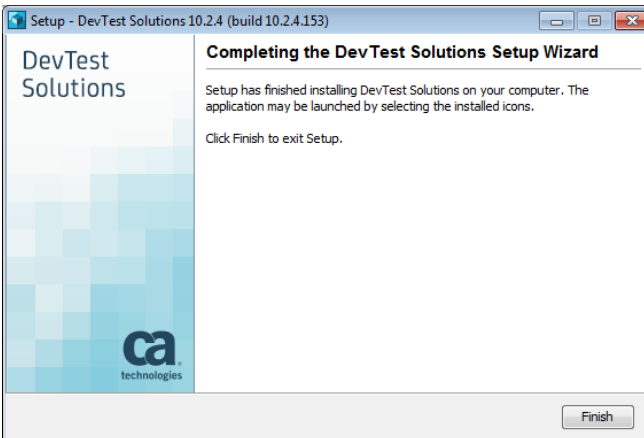 Setup - DevTest Solutions 10.2.4 (build 10.2.4.153)
DevTest
Solutions
Completing the DevTest Solutions Setup Wizard
Setup has finished installing DevTest Solutions on your computer. The
application may be launched by selecting the installed icons.
Click Finish to exit Setup.
ca
technologies
Finish